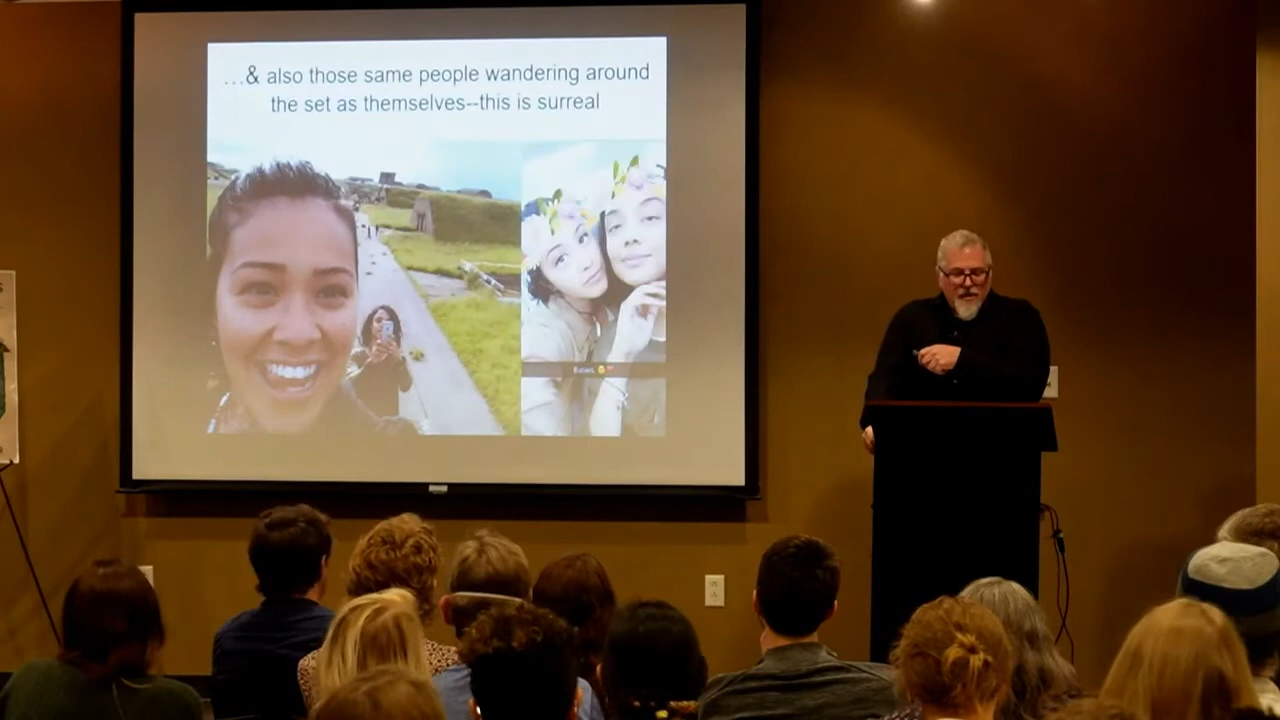 ...& also those same people wandering around
the set as themselves--this is surreal